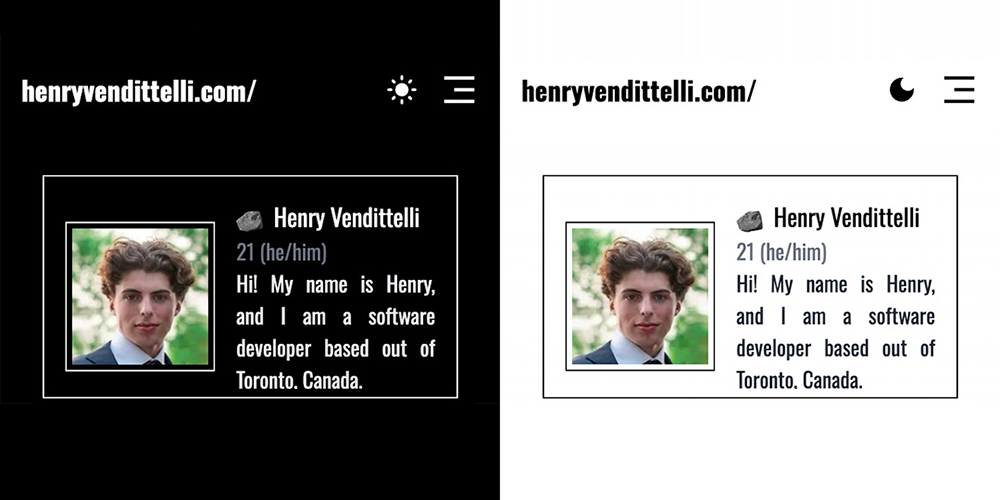 henryvendittelli.com/
Henry Vendittelli
21 (he/him)
Hi! My name is Henry,
and I am a software
developer based out of
Toronto, Canada.
henryvendittelli.com/
Henry Vendittelli
21 (he/him)
Hi! My name is Henry,
and I am a software
developer based out of
Toronto, Canada.